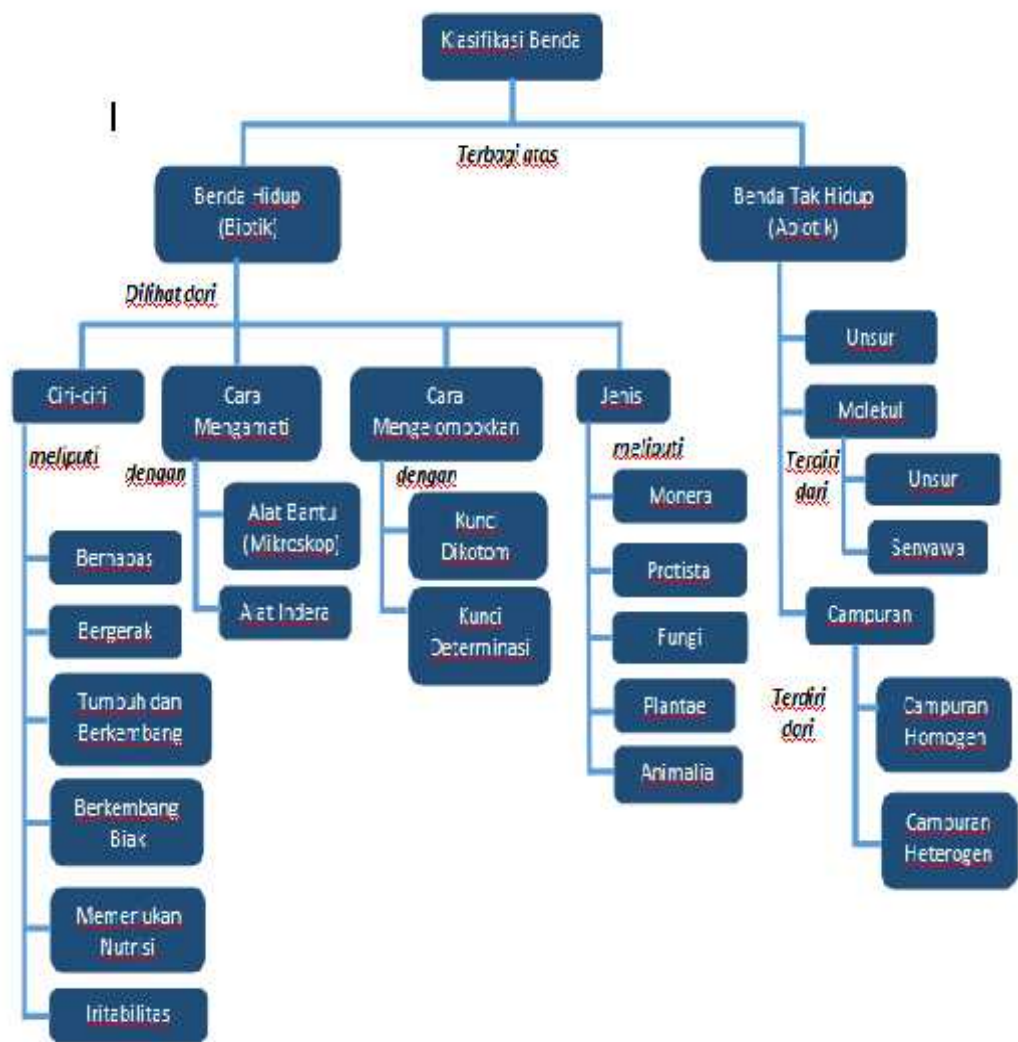 Klasifikasi Benda
Terbagi atas
Benda Hidup
(Biotik)
Benda Tak Hidup
(Abiotik)
Dilihat dari
Ciri-ciri
Cara
Mengamati
Cara
Mengelompokkan
Jenis
meliputi
Bernapas
Bergerak
Tumbuh dan
Berkembang
Berkembang
Biak
Memerlukan
Nutrisi
Iritabilitas
dengan
Alat Bantu
(Mikroskop)
Alat Indera
dengan
Kunci
Dikotom
Kunci
Determinasi
meliputi
Monera
Protista
Fungi
Plantae
Animalia
Unsur
Molekul
Terdiri
dari
Unsur
Senyawa
Campuran
Terdiri
dari
Campuran
Homogen
Campuran
Heterogen